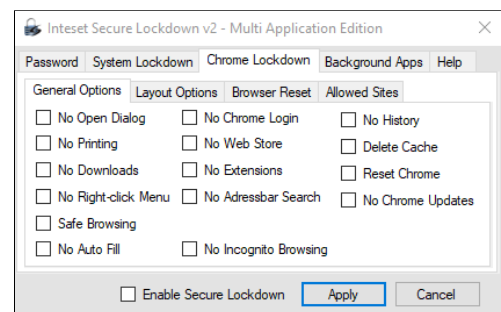 Inteset Secure Lockdown v2 - Multi Application Edition
Password System Lockdown Chrome Lockdown Background Apps Help
General Options Layout Options Browser Reset Allowed Sites
No Open Dialog No Chrome Login No History
No Printing No Web Store Delete Cache
No Downloads No Extensions Reset Chrome
No Right-click Menu No Adressbar Search No Chrome Updates
Safe Browsing
No Auto Fill No Incognito Browsing
Enable Secure Lockdown Apply Cancel